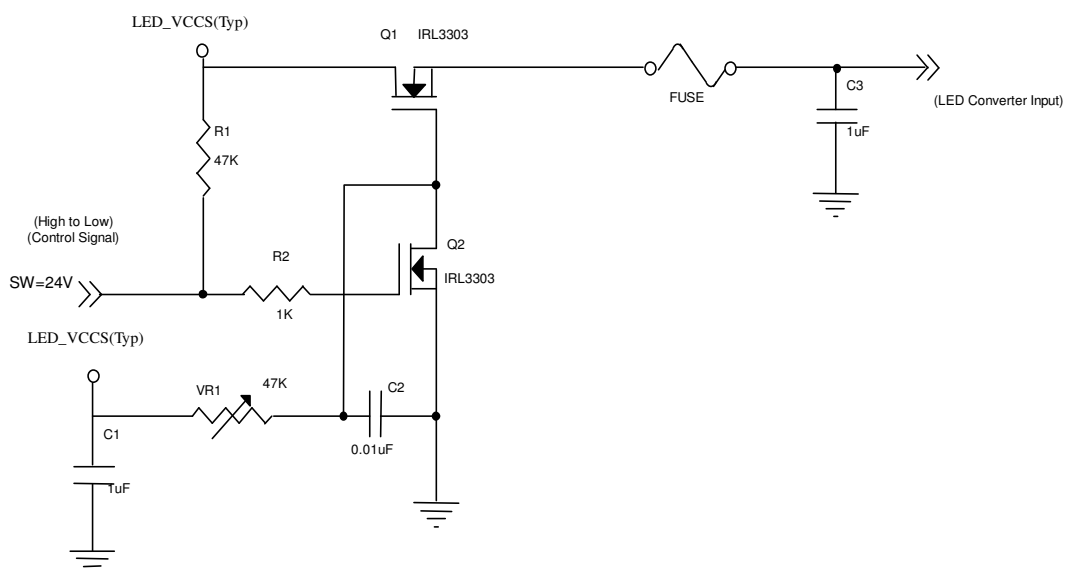 LED_VCCS(Typ)
Q1
IRL3303
FUSE
C3
(LED Converter Input)
1uF
R1
47K
(High to Low)
(Control Signal)
SW=24V
R2
1K
Q2
IRL3303
LED_VCCS(Typ)
VR1
47K
C2
0.01uF
C1
1uF